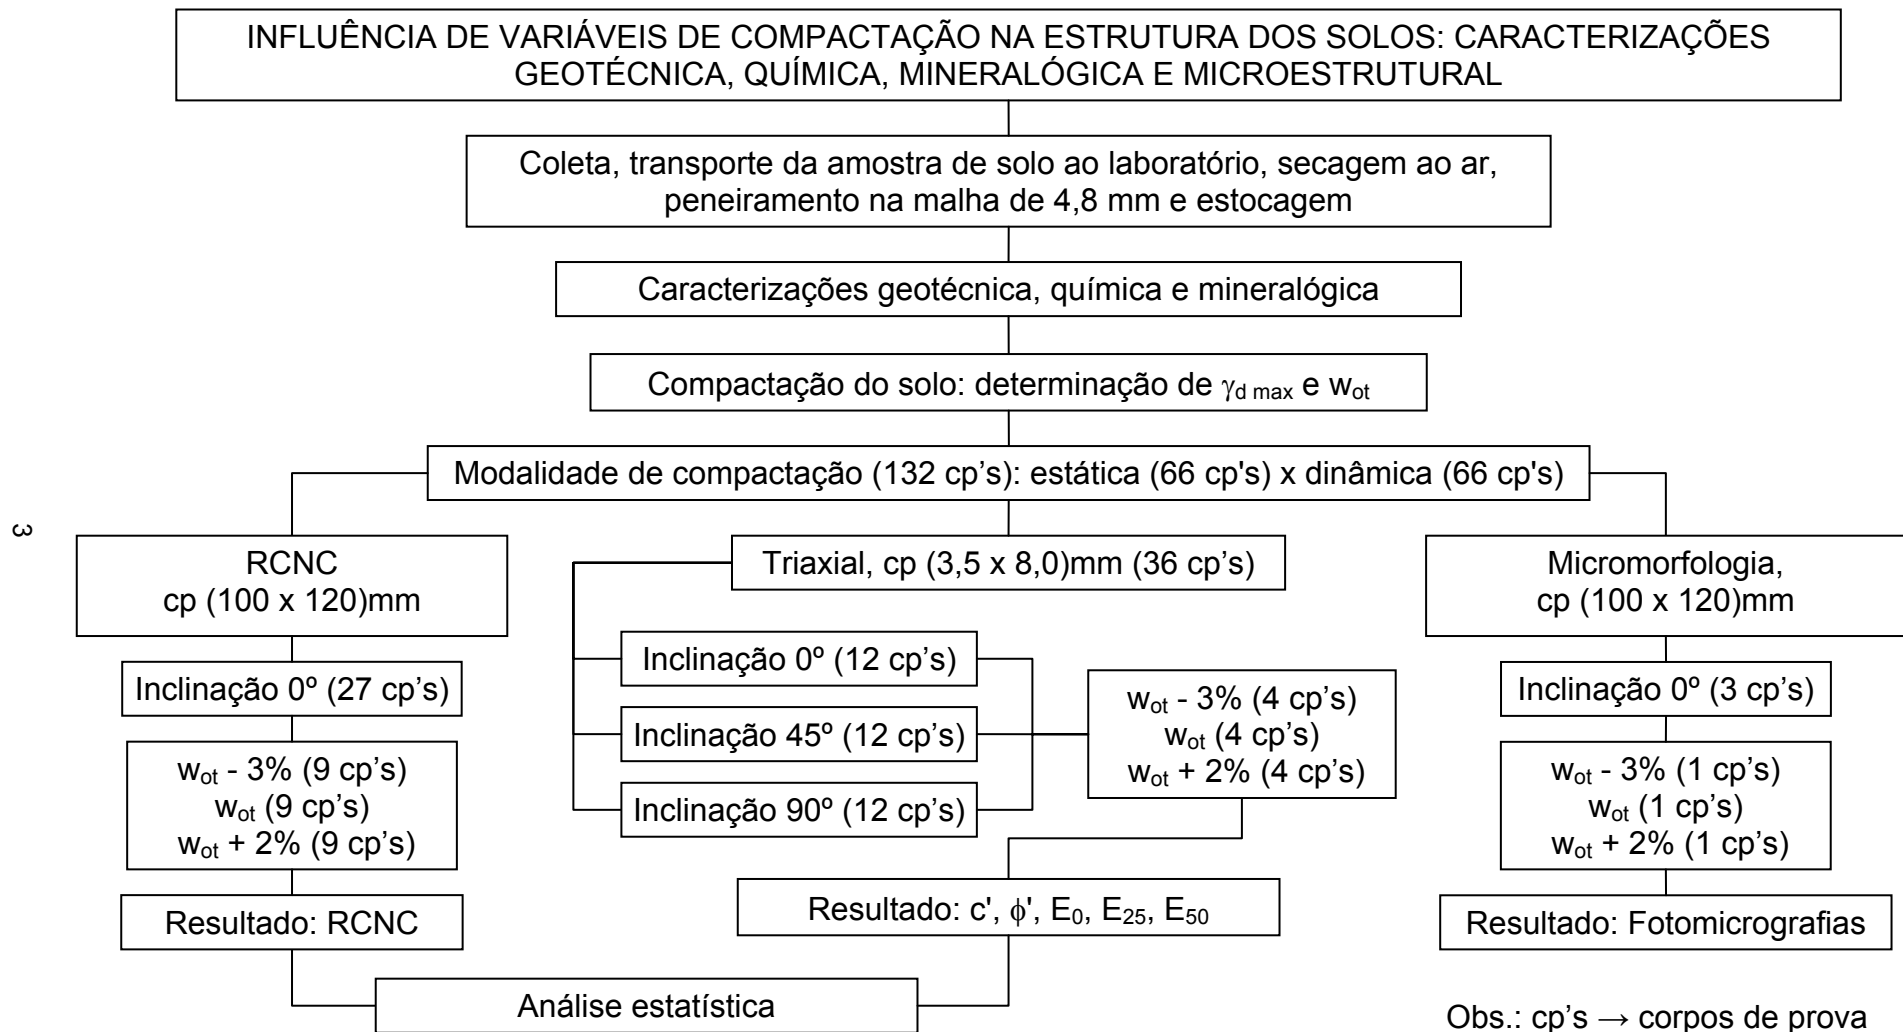 INFLUÊNCIA DE VARIÁVEIS DE COMPACTAÇÃO NA ESTRUTURA DOS SOLOS: CARACTERIZAÇÕES
GEOTÉCNICA, QUÍMICA, MINERALÓGICA E MICROESTRUTURAL
Coleta, transporte da amostra de solo ao laboratório, secagem ao ar,
peneiramento na malha de 4,8 mm e estocagem
Caracterizações geotécnica, química e mineralógica
Compactação do solo: determinação de γd max e wot
Modalidade de compactação (132 cp’s): estática (66 cp's) x dinâmica (66 cp's)
3
RCNC
cp (100 x 120)mm
Inclinação 0º (27 cp’s)
wot - 3% (9 cp’s)
wot (9 cp’s)
wot + 2% (9 cp’s)
Resultado: RCNC
Triaxial, cp (3,5 x 8,0)mm (36 cp’s)
Inclinação 0º (12 cp’s)
Inclinação 45º (12 cp’s)
Inclinação 90º (12 cp’s)
wot - 3% (4 cp’s)
wot (4 cp’s)
wot + 2% (4 cp’s)
Resultado: c', ϕ', E0, E25, E50
Micromorfologia,
cp (100 x 120)mm
Inclinação 0º (3 cp’s)
wot - 3% (1 cp’s)
wot (1 cp’s)
wot + 2% (1 cp’s)
Resultado: Fotomicrografias
Análise estatística
Obs.: cp’s → corpos de prova